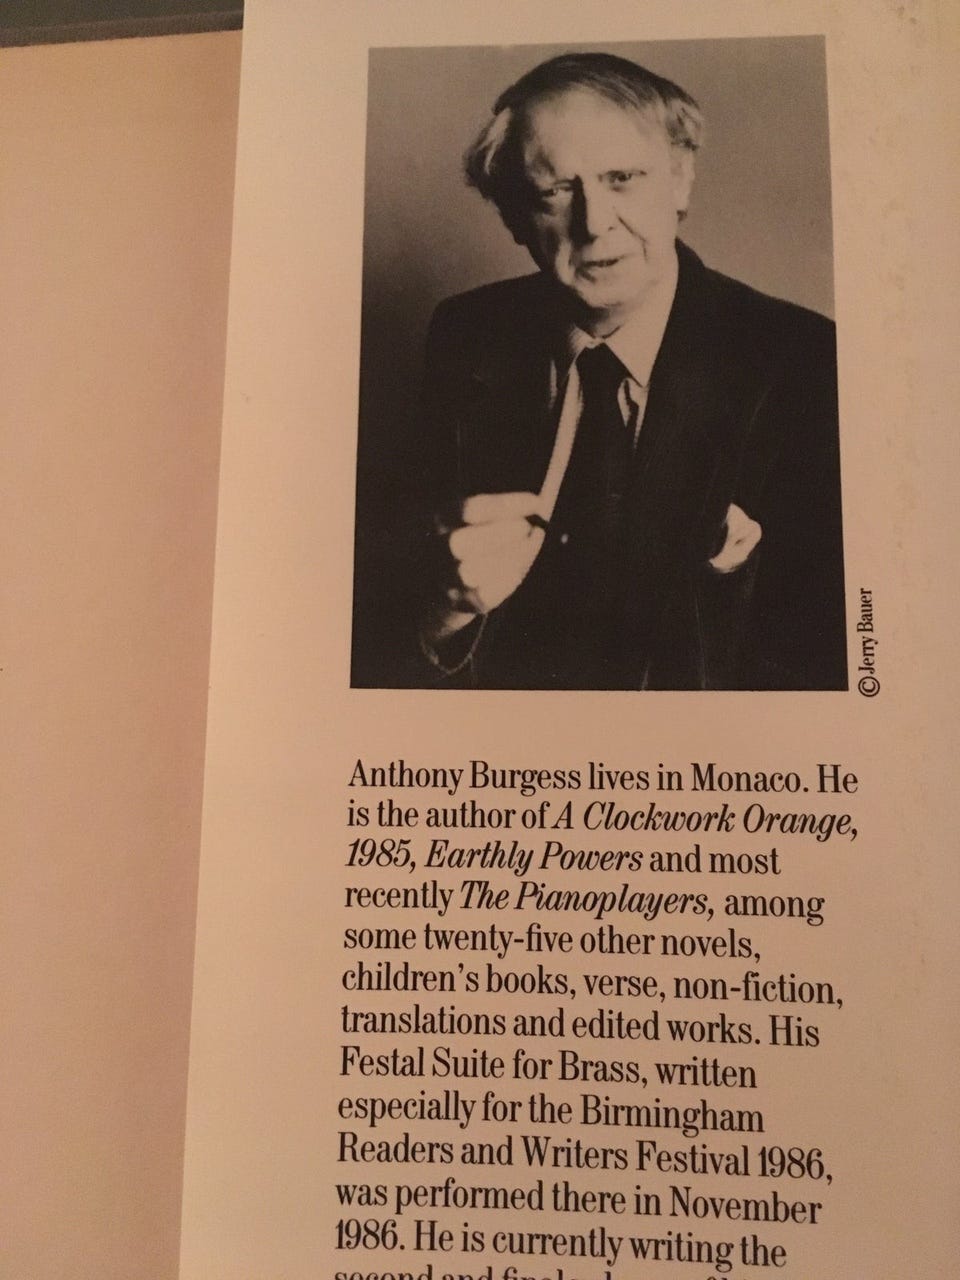 © Jerry Bauer
Anthony Burgess lives in Monaco. He
is the author of A Clockwork Orange,
1985, Earthly Powers and most
recently The Pianoplayers, among
some twenty-five other novels,
children's books, verse, non-fiction,
translations and edited works. His
Festal Suite for Brass, written
especially for the Birmingham
Readers and Writers Festival 1986,
was performed there in November
1986. He is currently writing the
second and final